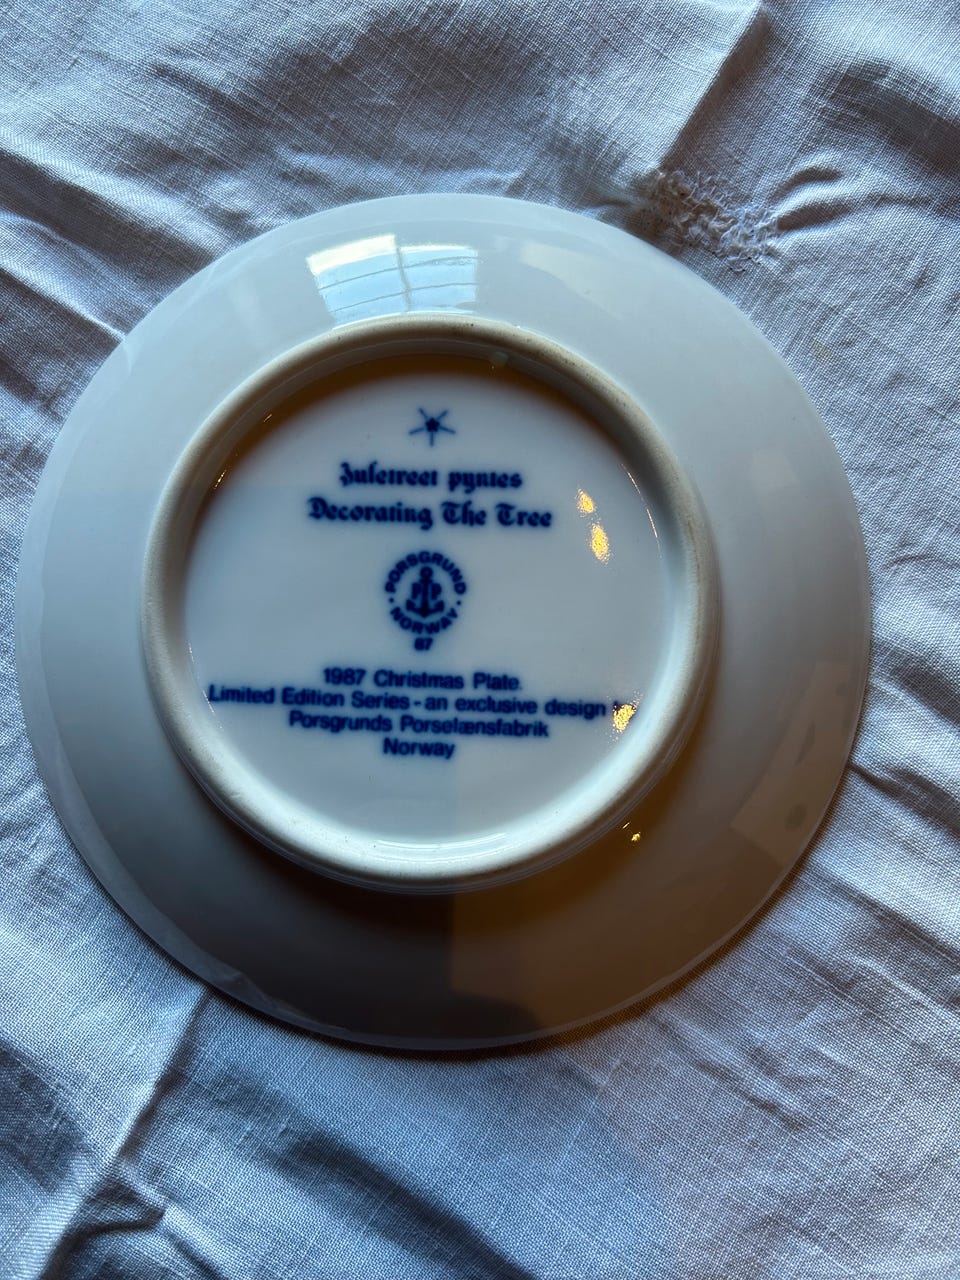 Juletreet pyntes
Decorating The Tree
PORSGRUND
PP
· NORWAY ·
87
1987 Christmas Plate.
Limited Edition Series - an exclusive design
Porsgrunds Porselænsfabrik
Norway